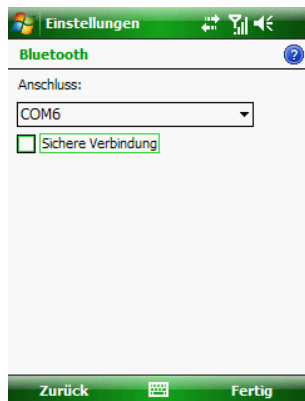 Einstellungen
Bluetooth
?
Anschluss:
COM6
Sichere Verbindung
Zurück Fertig